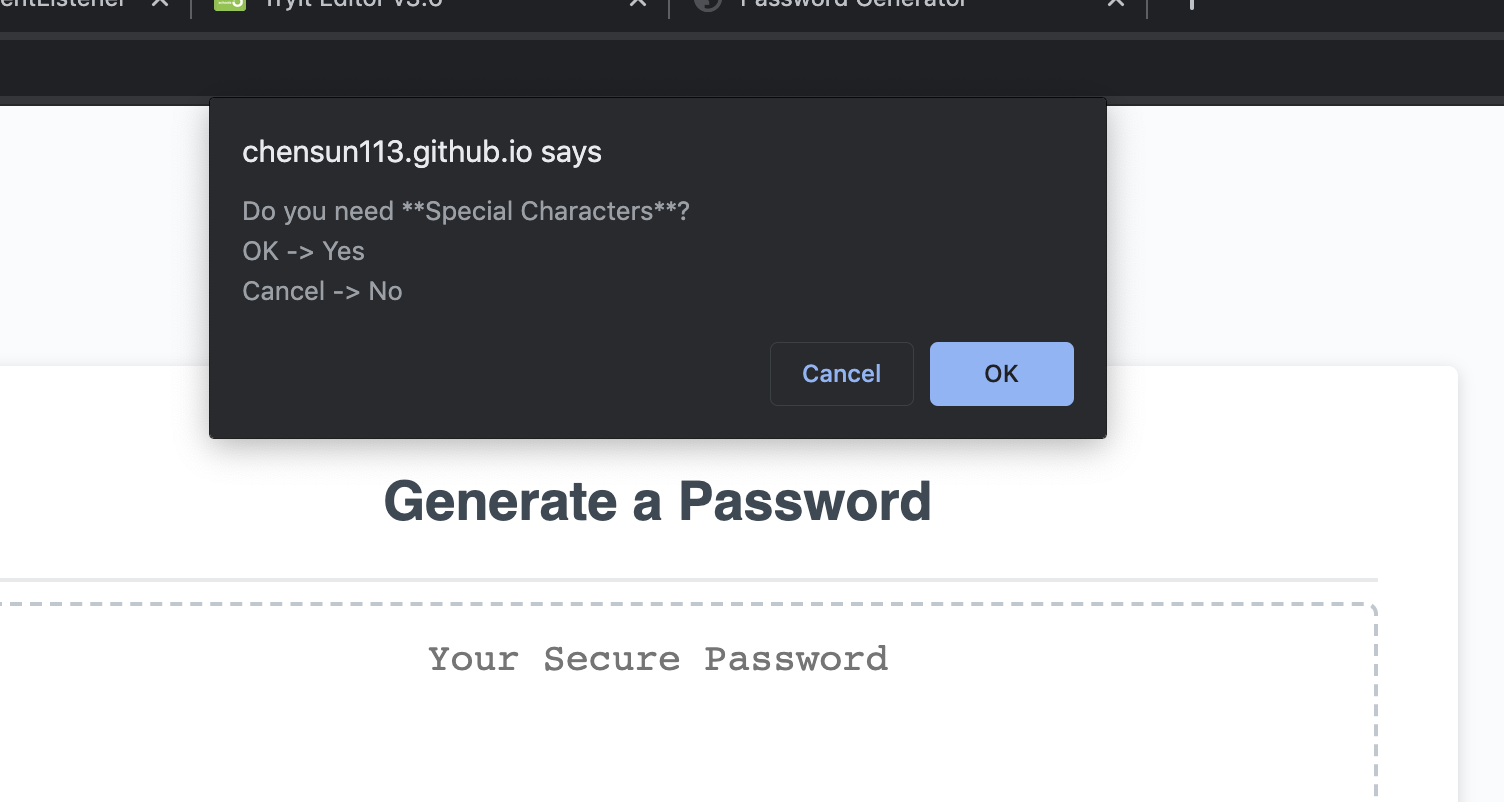 entListener
TryIt Editor v3.6
Password Generator
chensun113.github.io says
Do you need **Special Characters**?
OK -> Yes
Cancel -> No
Cancel
OK
Generate a Password
Your Secure Password